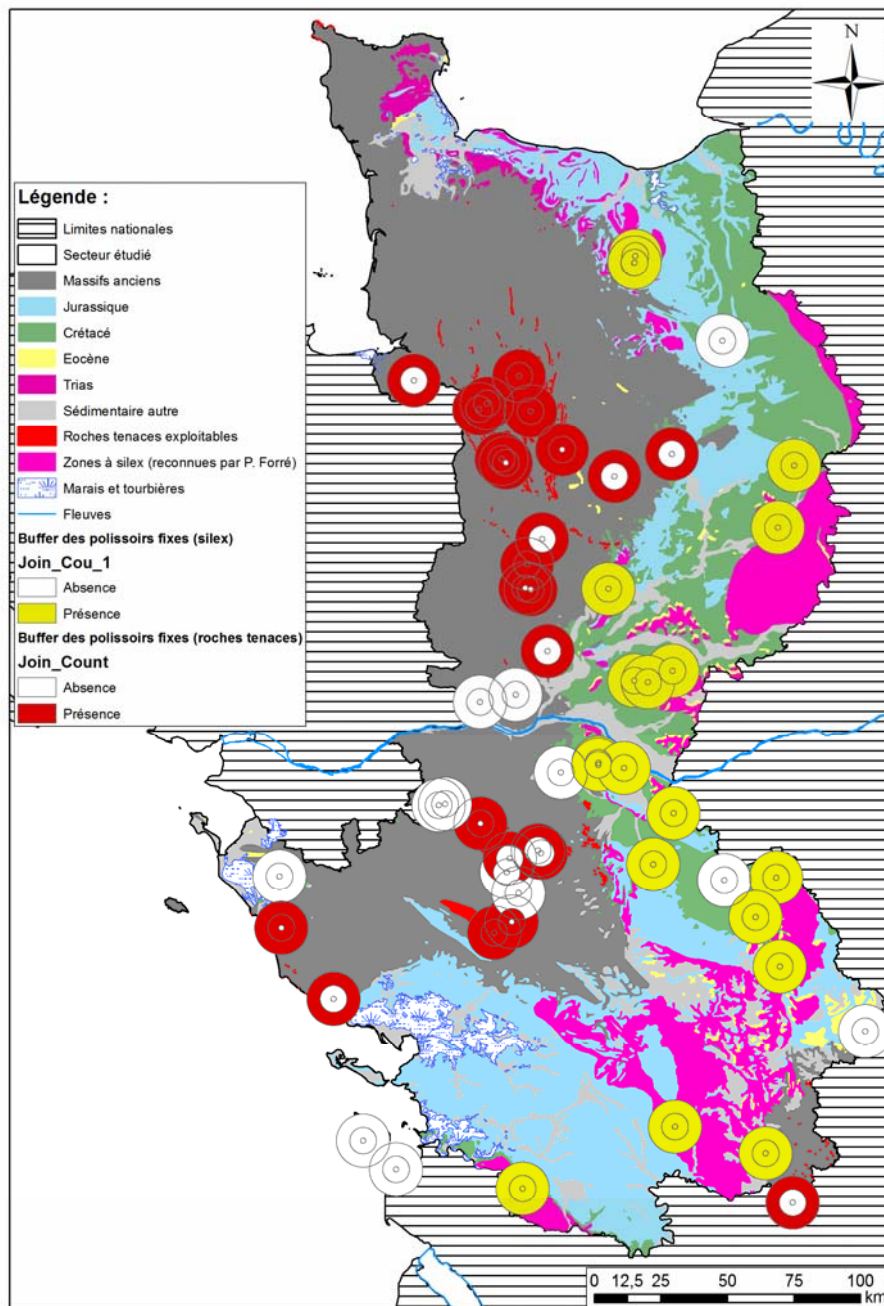 N
Légende :
Limites nationales
Secteur étudié
Massifs anciens
Jurassique
Crétacé
Eocène
Trias
Sédimentaire autre
Roches tenaces exploitables
Zones à silex (reconnues par P. Forré)
Marais et tourbières
Fleuves
Buffer des polissoirs fixes (silex)
Join_Cou_1
Absence
Présence
Buffer des polissoirs fixes (roches tenaces)
Join_Count
Absence
Présence
0 12,5 25 50 75 100
km